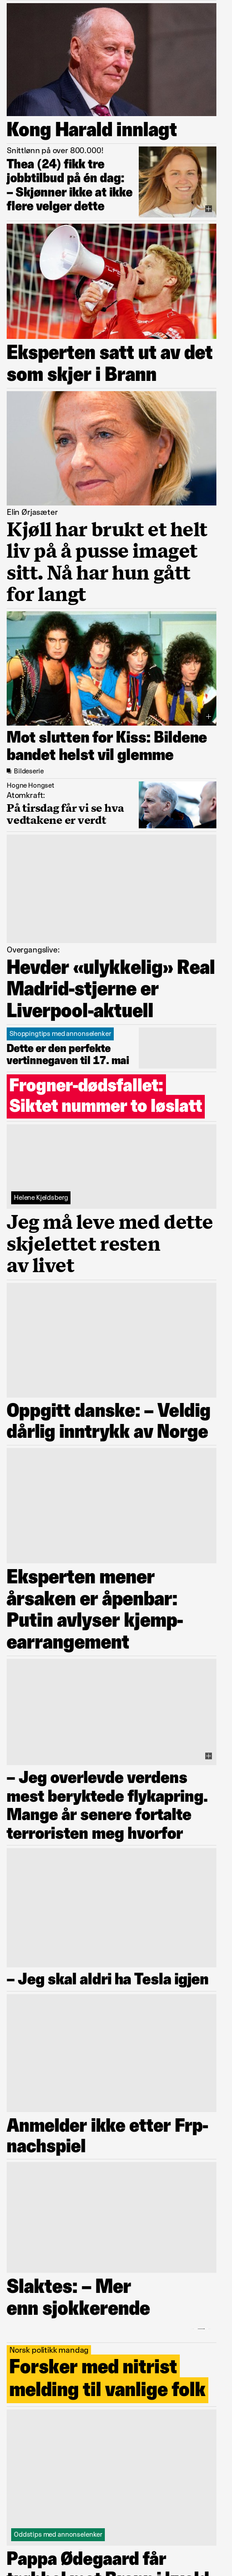 Kong Harald innlagt
Snittlønn på over 800.000!
Thea (24) fikk tre
jobbtilbud på én dag:
– Skjønner ikke at ikke
flere velger dette
Eksperten satt ut av det
som skjer i Brann
Elin Ørjasæter
Kjøll har brukt et helt
liv på å pusse imaget
sitt. Nå har hun gått
for langt
Mot slutten for Kiss: Bildene
bandet helst vil glemme
Bildeserie
Hogne Hongset
Atomkraft:
På tirsdag får vi se hva
vedtakene er verdt
Overgangslive:
Hevder «ulykkelig» Real
Madrid-stjerne er
Liverpool-aktuell
Shoppingtips med annonselenker
Dette er den perfekte
vertinnegaven til 17. mai
Frogner-dødsfallet:
Siktet nummer to løslatt
Helene Kjeldsberg
Jeg må leve med dette
skjelettet resten
av livet
Oppgitt danske: – Veldig
dårlig inntrykk av Norge
Eksperten mener
årsaken er åpenbar:
Putin avlyser kjemp-
earrangement
– Jeg overlevde verdens
mest beryktede flykapring.
Mange år senere fortalte
terroristen meg hvorfor
– Jeg skal aldri ha Tesla igjen
Anmelder ikke etter Frp-
nachspiel
Slaktes: – Mer
enn sjokkerende
Norsk politikk mandag
Forsker med nitrist
melding til vanlige folk
Oddstips med annonselenker
Pappa Ødegaard får